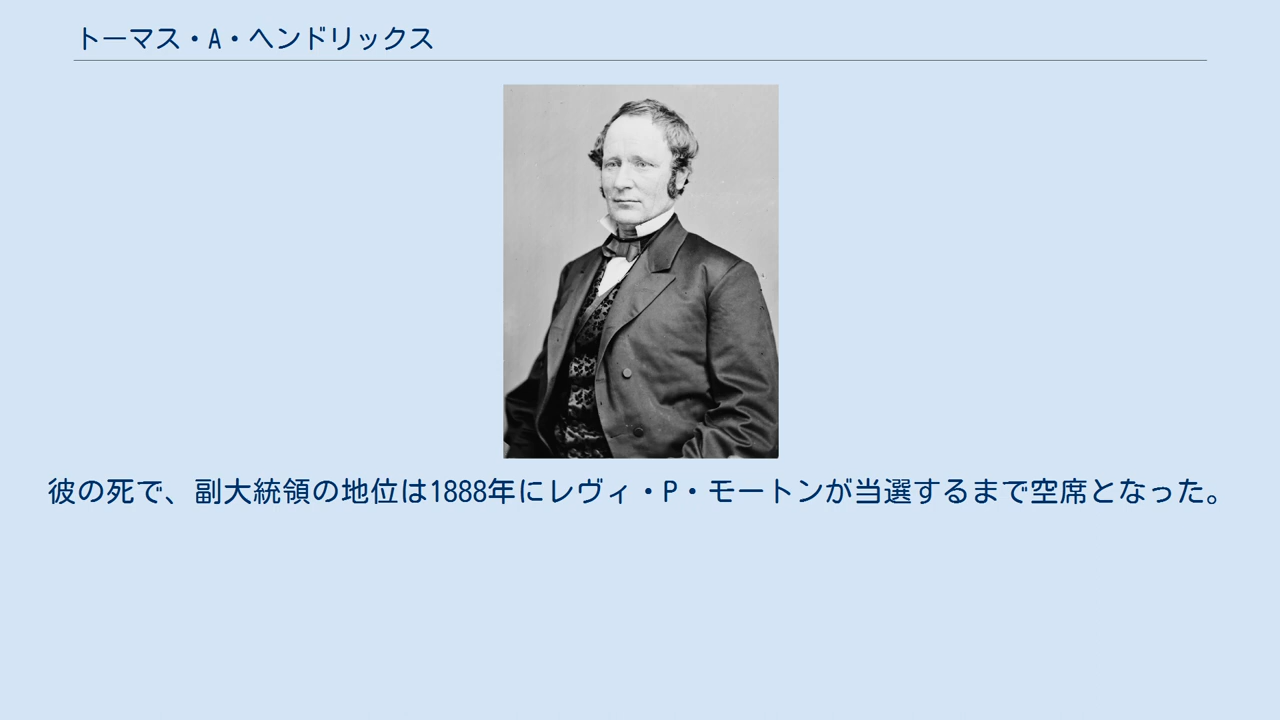 トーマス・A・ヘンドリックス
彼の死で、副大統領の地位は1888年にレヴィ・P・モートンが当選するまで空席となった。